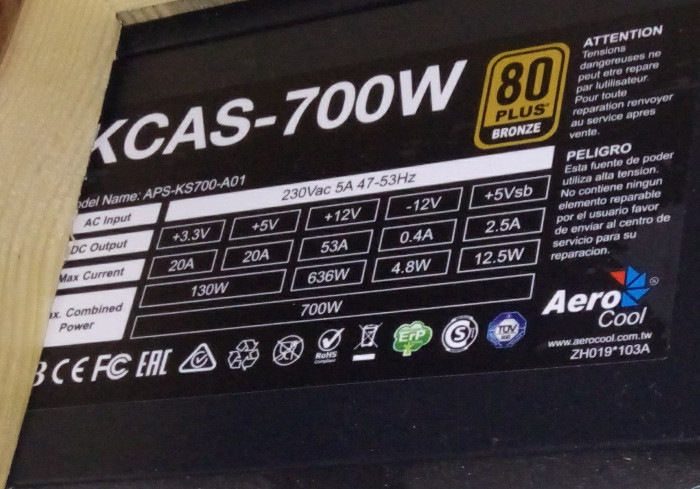 KCAS-700W
80
PLUS®
BRONZE
Model Name: APS-KS700-A01
AC Input 230Vac 5A 47-53Hz
DC Output +3.3V +5V +12V -12V +5Vsb
Max Current 20A 20A 53A 0.4A 2.5A
Max. Combined
Power
130W 636W 4.8W 12.5W
700W
CE FC EAC
RoHS
Compliant
ErP
S
TÜV
ATTENTION
Tensions
dangereuses ne
peut etre repare
par lutilisateur.
Pour toute
reparation renvoyer
au service apres
vente.
PELIGRO
Esta fuente de poder
utiliza alta tension.
No contiene ningun
elemento reparable
por el usuario favor
de enviar al centro de
servicio para su
reparacion.
Aero
Cool
®
www.aerocool.com.tw
ZH019*103A